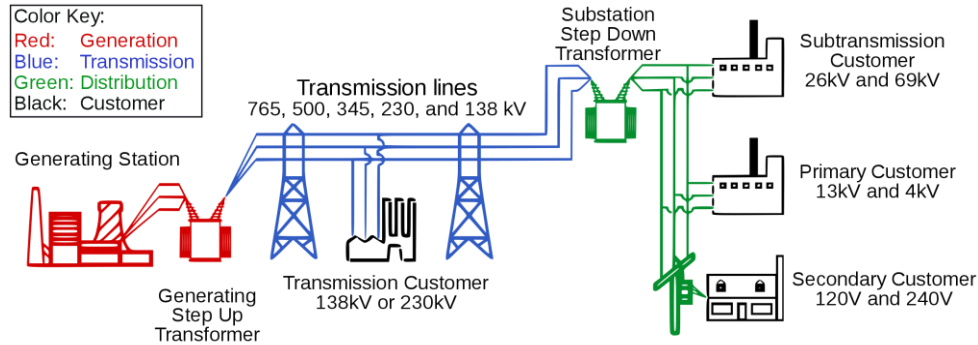 Color Key:
Red: Generation
Blue: Transmission
Green: Distribution
Black: Customer
Generating Station
Generating
Step Up
Transformer
Transmission lines
765, 500, 345, 230, and 138 kV
Transmission Customer
138kV or 230kV
Substation
Step Down
Transformer
Subtransmission
Customer
26kV and 69kV
Primary Customer
13kV and 4kV
Secondary Customer
120V and 240V